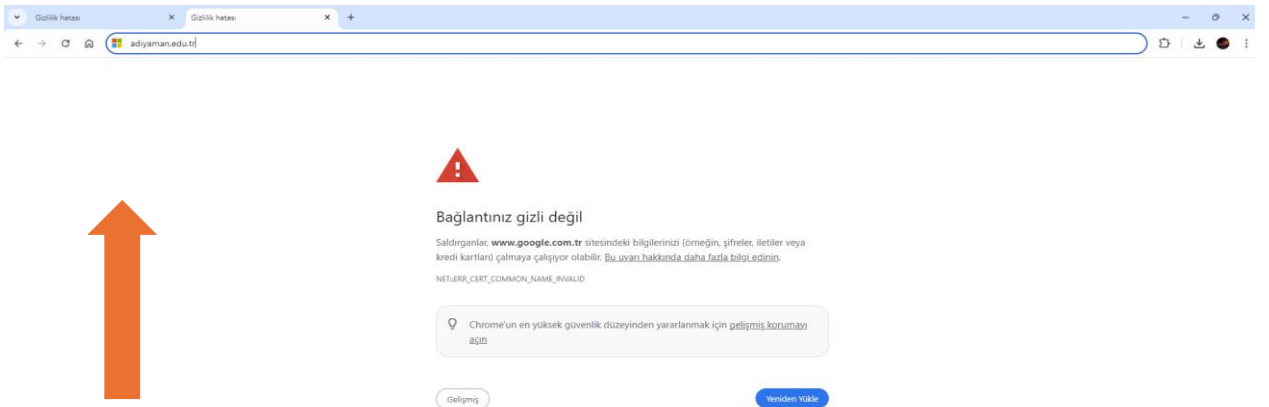 Gizlilik hatası
Gizlilik hatası
adiyaman.edu.tr
Bağlantınız gizli değil
Saldırganlar, www.google.com.tr sitesindeki bilgilerinizi (örneğin, şifreler, iletiler veya
kredi kartları) çalmaya çalışıyor olabilir. Bu uyarı hakkında daha fazla bilgi edinin.
NET::ERR_CERT_COMMON_NAME_INVALID
Chrome'un en yüksek güvenlik düzeyinden yararlanmak için gelişmiş korumayı
açın
Gelişmiş
Yeniden Yükle